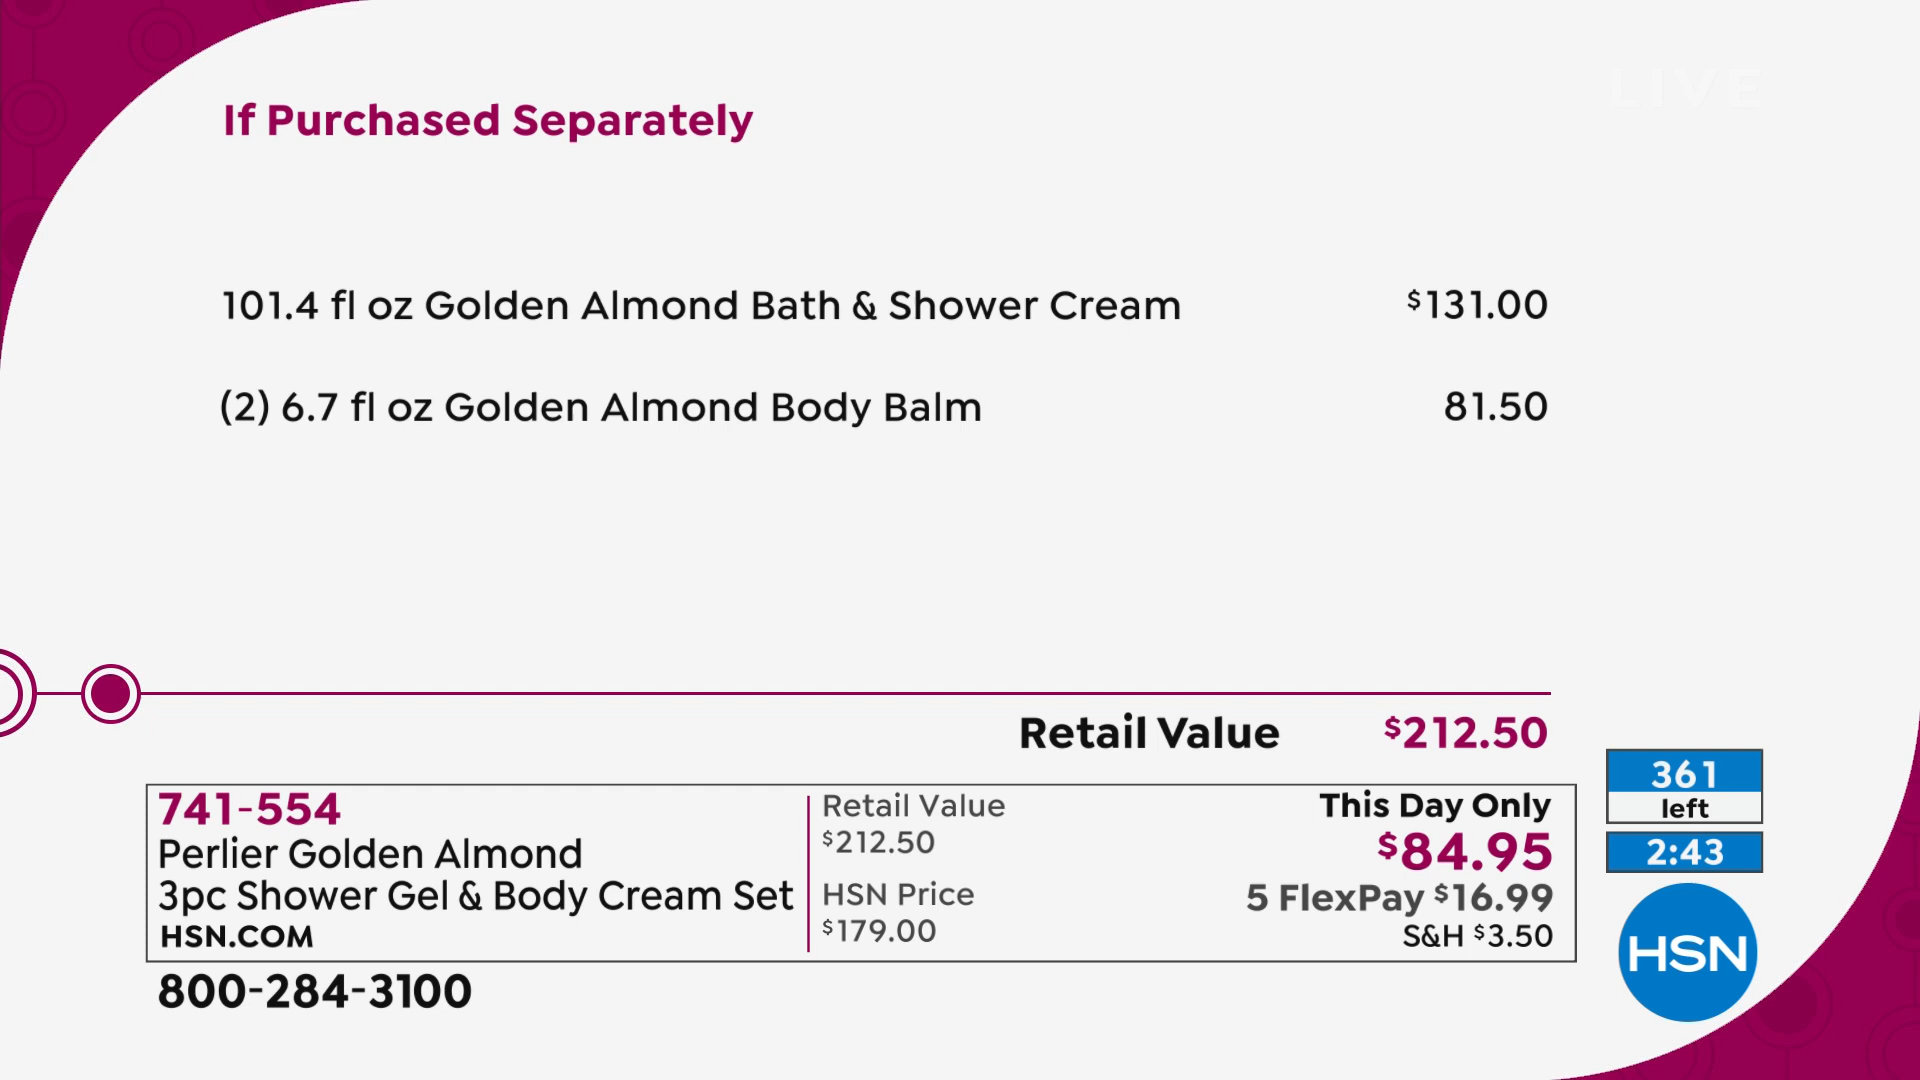 LIVE
If Purchased Separately
101.4 fl oz Golden Almond Bath & Shower Cream $131.00
(2) 6.7 fl oz Golden Almond Body Balm 81.50
Retail Value $212.50
741-554
Perlier Golden Almond
3pc Shower Gel & Body Cream Set
HSN.COM
Retail Value
$212.50
HSN Price
$179.00
This Day Only
$84.95
5 FlexPay $16.99
S&H $3.50
361
left
2:43
HSN
800-284-3100